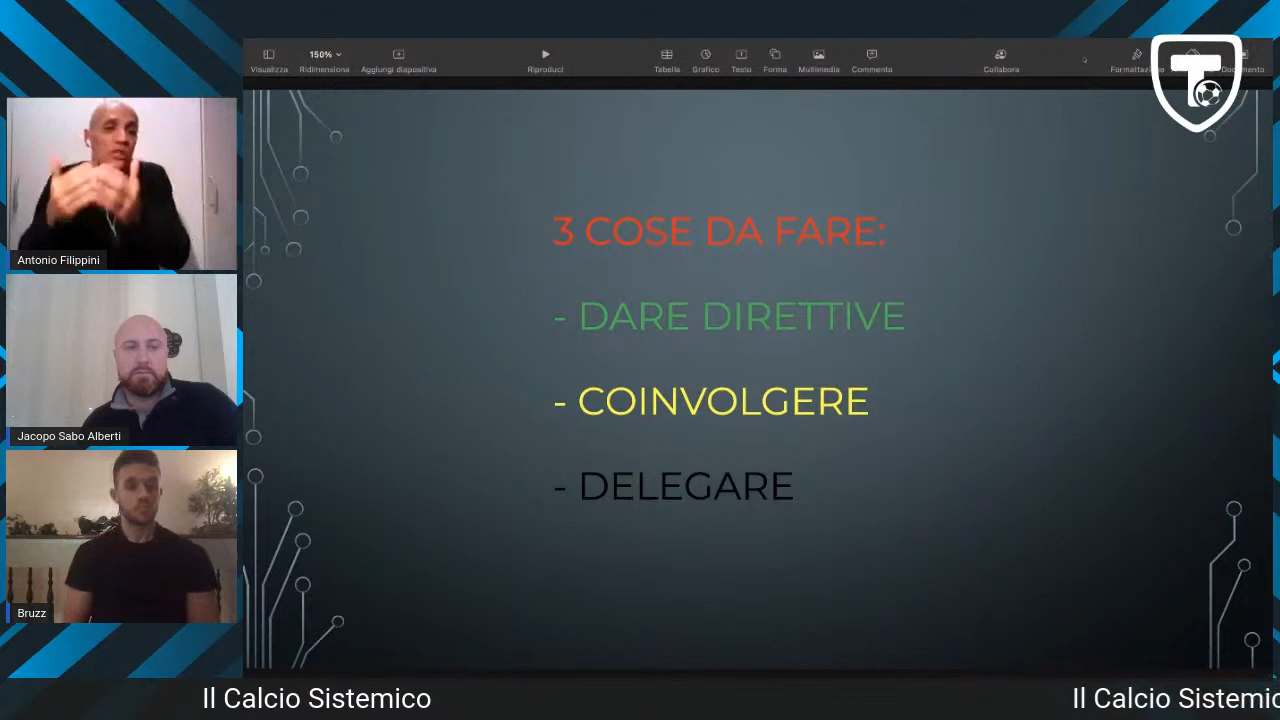 Visualizza
150%
Ridimensiona
Aggiungi diapositiva
Riproduci
Tabella
Grafico
Testo
Forma
Multimedia
Commento
Collabora
T
Antonio Filippini
Jacopo Sabo Alberti
Bruzz
3 COSE DA FARE:
- DARE DIRETTIVE
- COINVOLGERE
- DELEGARE
Il Calcio Sistemico
Il Calcio Sistemic